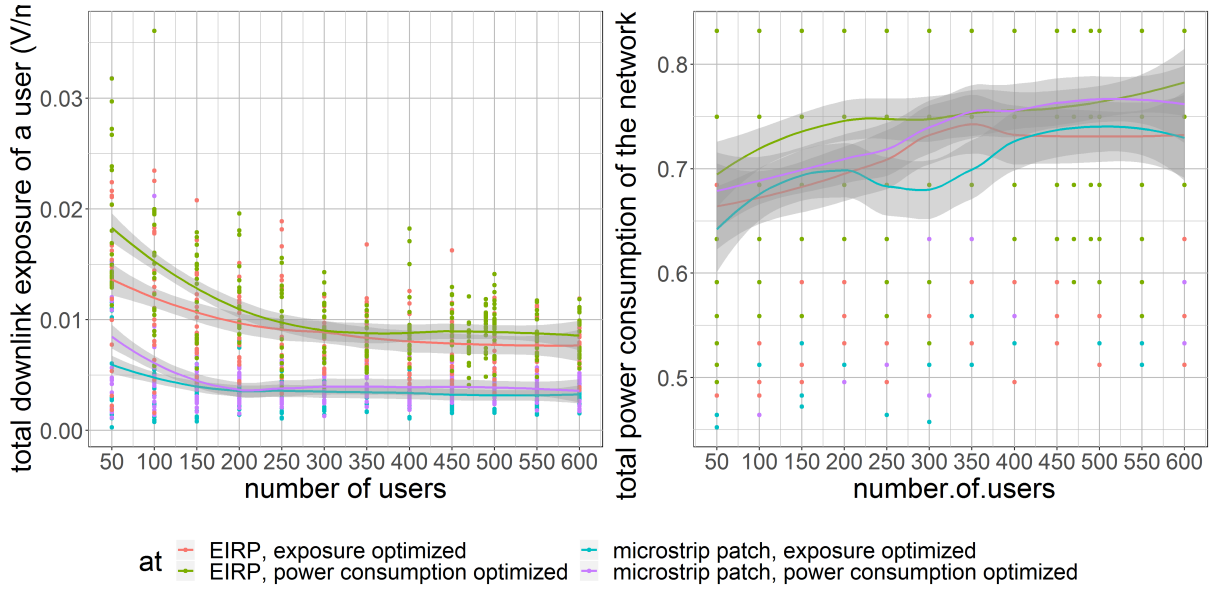 total downlink exposure of a user (V/
0.03
0.02
0.01
0.00
50 100 150 200 250 300 350 400 450 500 550 600
number of users
total power consumption of the network
0.8
0.7
0.6
0.5
50 100 150 200 250 300 350 400 450 500 550 600
number.of.users
at
EIRP, exposure optimized
EIRP, power consumption optimized
microstrip patch, exposure optimized
microstrip patch, power consumption optimized